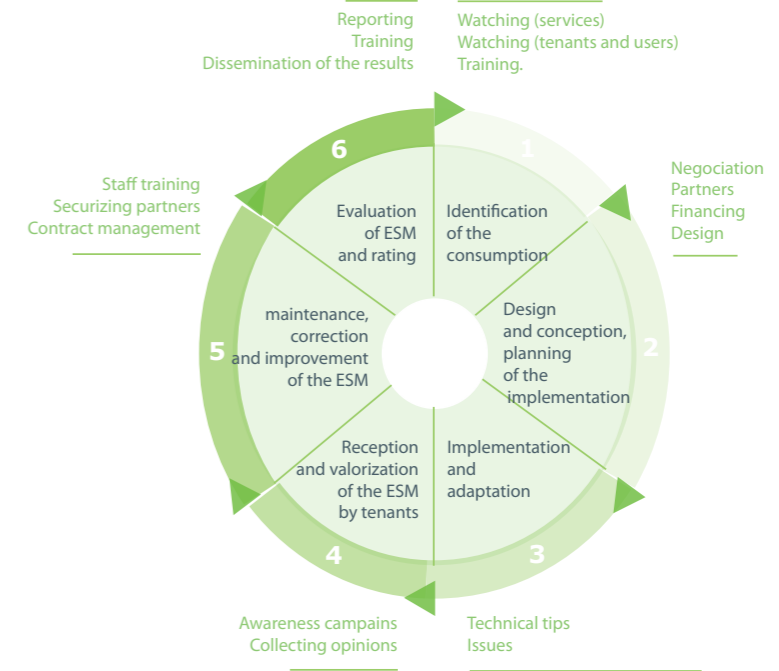 Reporting
Training
Dissemination of the results
Watching (services)
Watching (tenants and users)
Training.
6
1
Staff training
Securizing partners
Contract management
Negociation
Partners
Financing
Design
Evaluation
of ESM
and rating
Identification
of the
consumption
Design
and conception,
planning
of the
implementation
2
5
maintenance,
correction
and improvement
of the ESM
Reception
and valorization
of the ESM
by tenants
Implementation
and
adaptation
4
3
Awareness campains
Collecting opinions
Technical tips
Issues